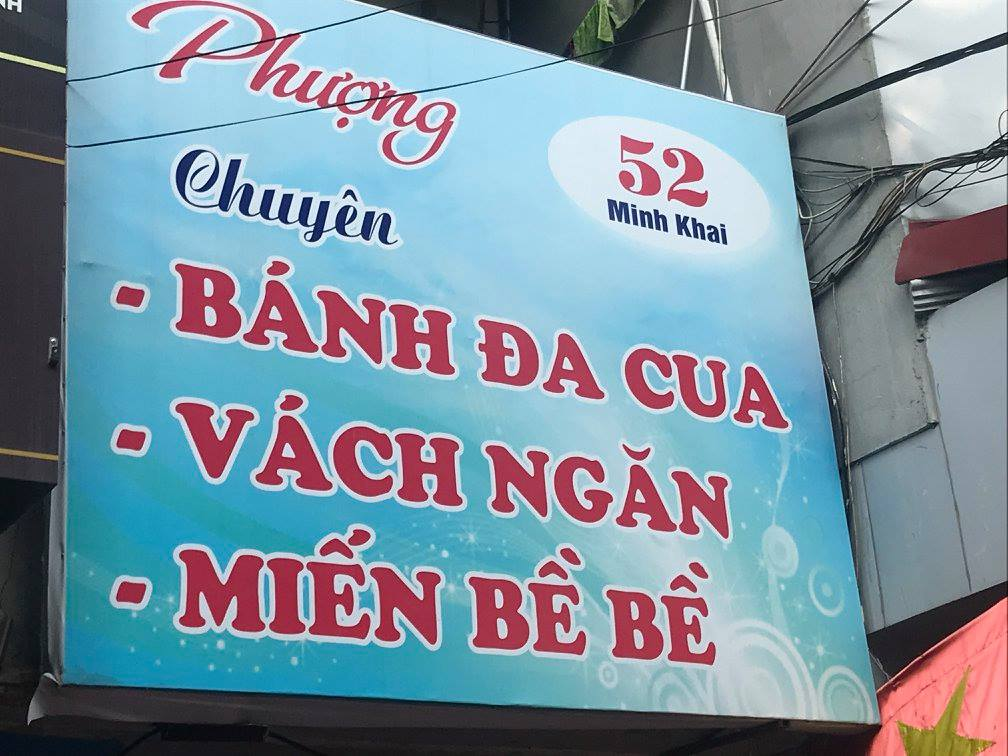 Phượng
Chuyên
52
Minh Khai
- BÁNH ĐA CUA
- VÁCH NGĂN
- MIẾN BỀ BỀ